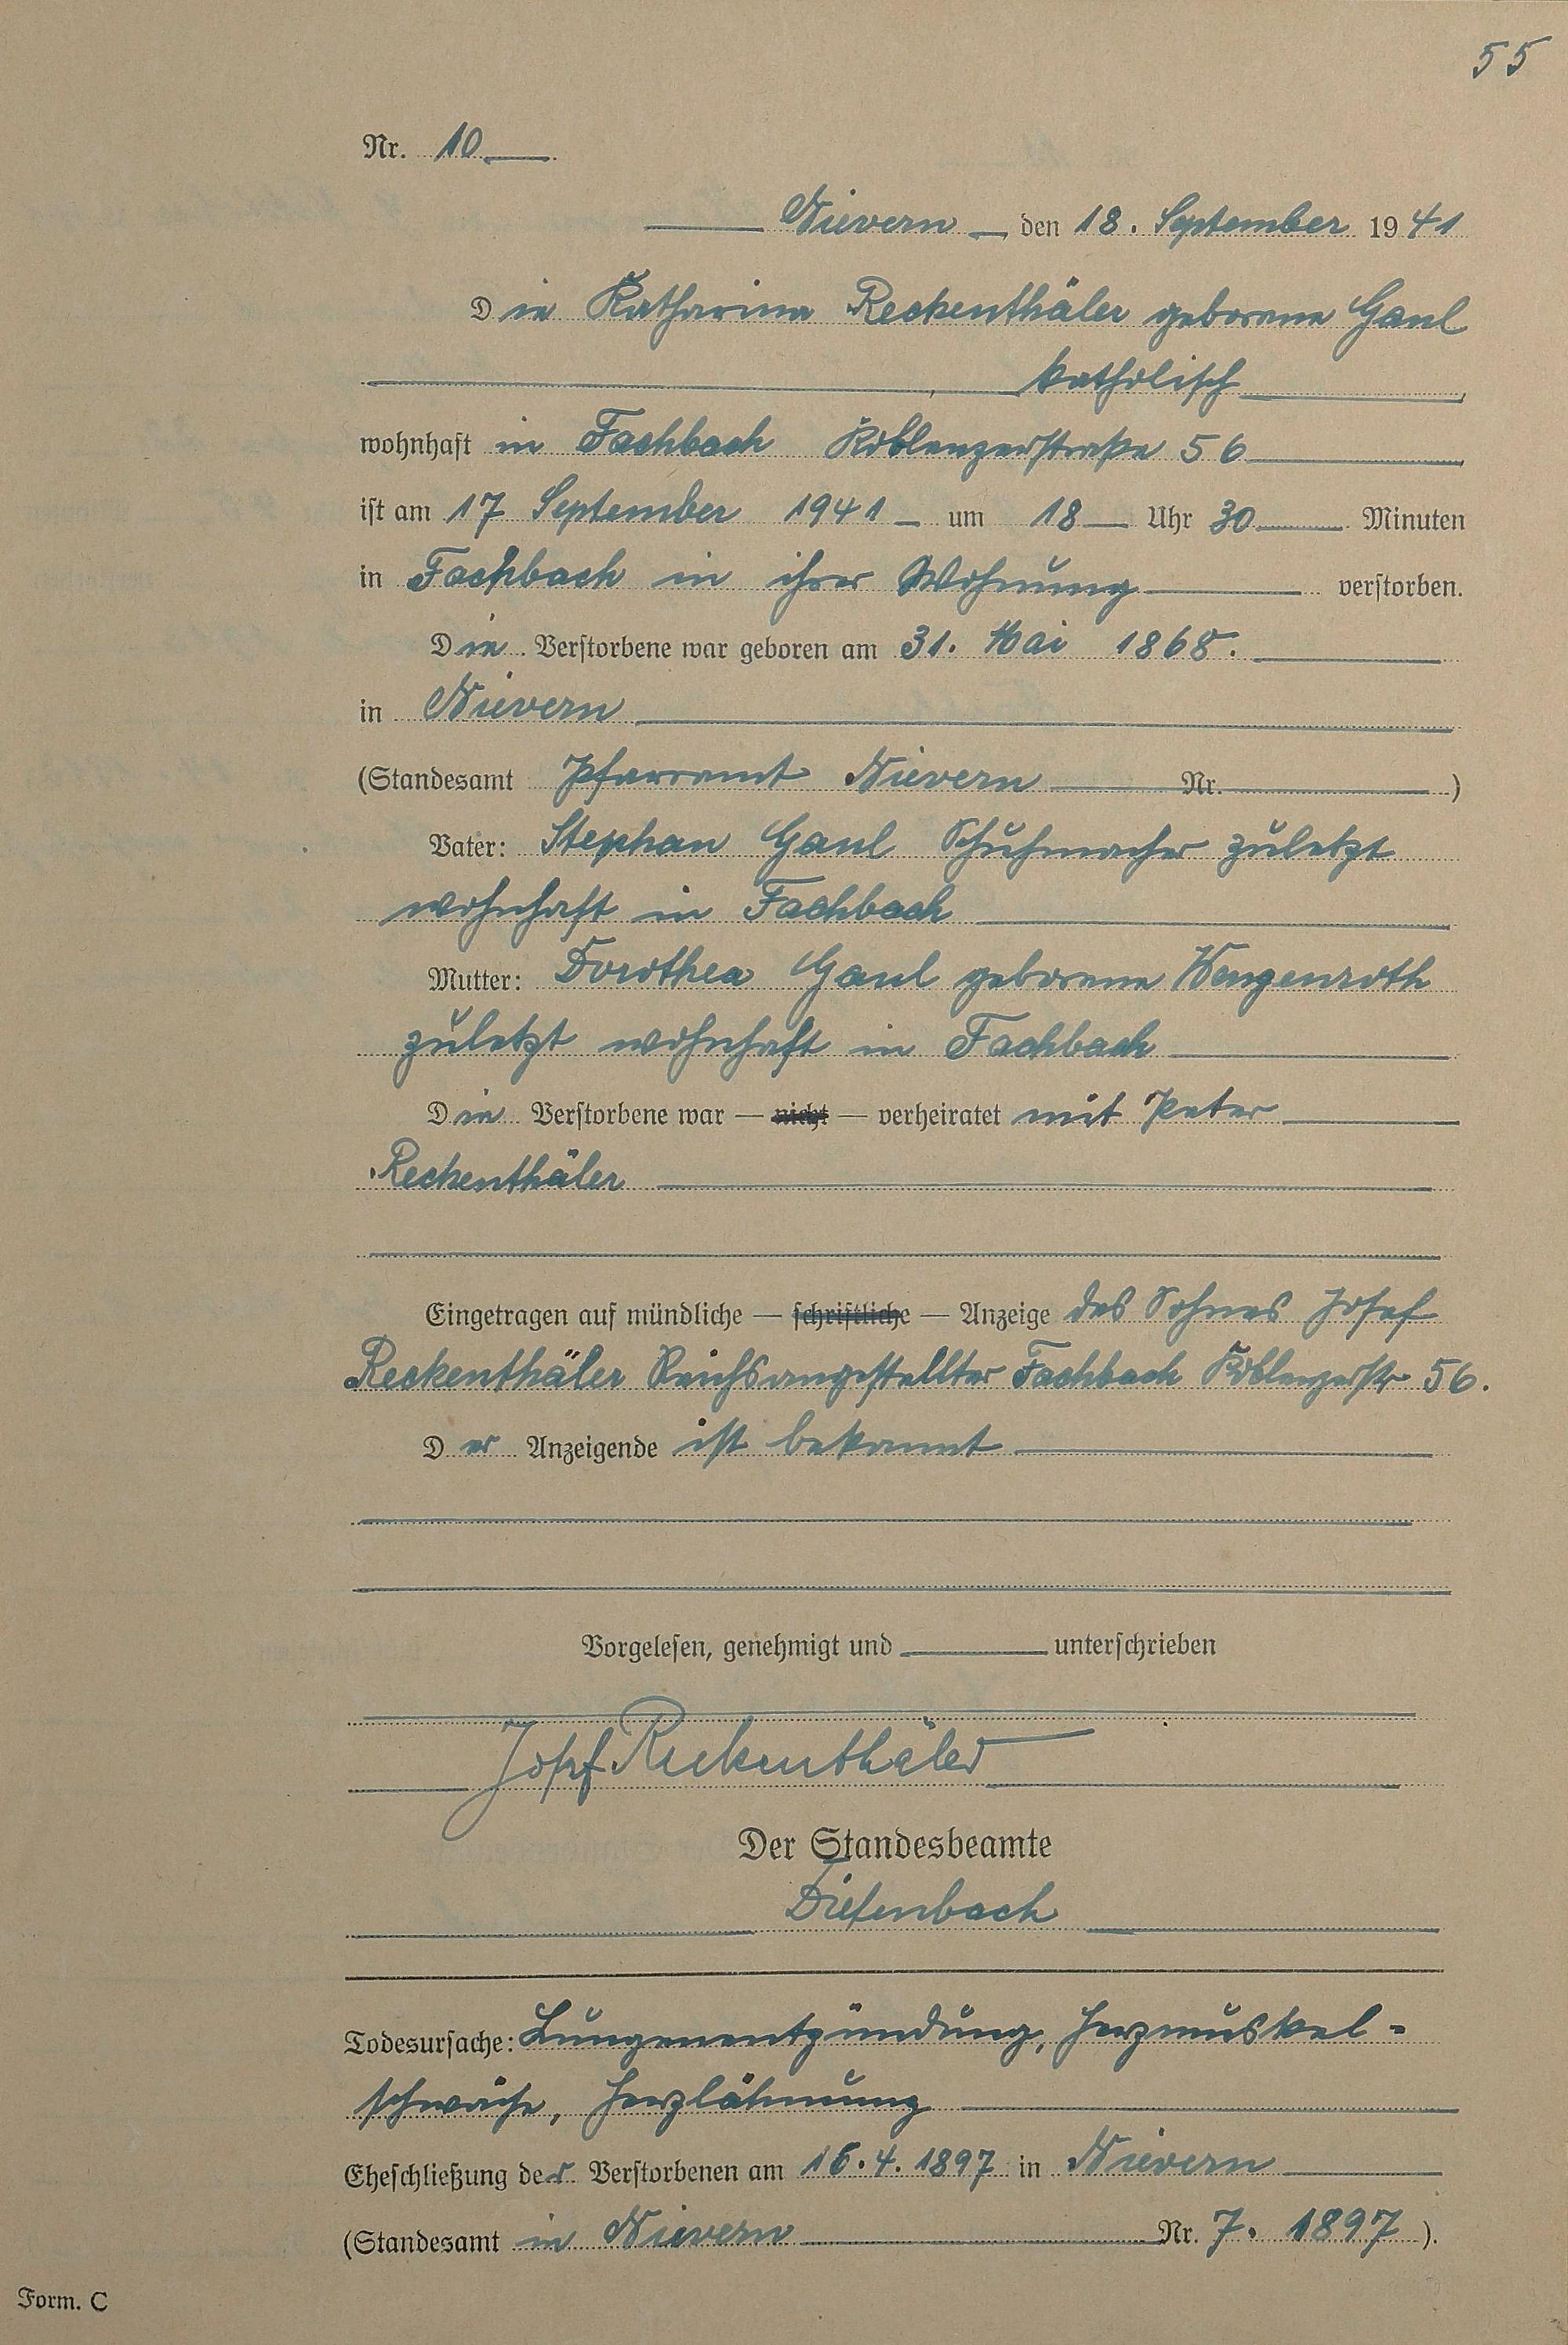 55
Nr. 10
Nievern, den 18. September 1941
Die Katharina Reckenthäler geborene Gaul
katholisch
wohnhaft in Fachbach Koblenzerstraße 56
ist am 17 September 1941 um 18 Uhr 30 Minuten
in Fachbach in ihrer Wohnung verstorben.
Die Verstorbene war geboren am 31. Mai 1868.
in Nievern
(Standesamt Pfarramt Nievern Nr. )
Vater: Stephan Gaul Schuhmacher zuletzt
wohnhaft in Fachbach
Mutter: Dorothea Gaul geborene Wengenroth
zuletzt wohnhaft in Fachbach
Die Verstorbene war — nicht — verheiratet mit Peter
Reckenthäler
Eingetragen auf mündliche — schriftliche — Anzeige des Sohnes Josef
Reckenthäler Reichsangestellter Fachbach Koblenzerstr 56.
Der Anzeigende ist bekannt
Vorgelesen, genehmigt und unterschrieben
Josef Reckenthäler
Der Standesbeamte
Diefenbach
Todesursache: Lungenentzündung, Herzmuskel-
schwäche, Herzlähmung
Eheschließung der Verstorbenen am 16.4.1897 in Nievern
(Standesamt in Nievern Nr. 7. 1897 ).
Form. C